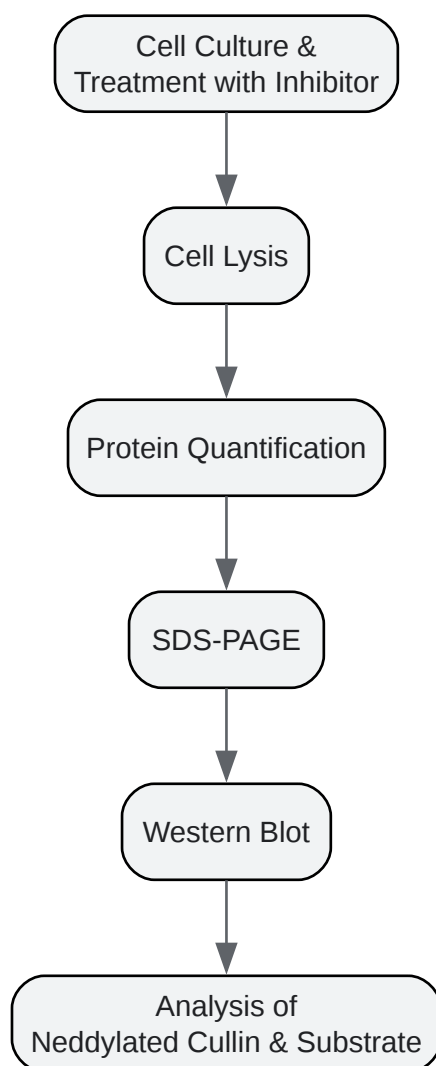 Cell Culture &
Treatment with Inhibitor
Cell Lysis
Protein Quantification
SDS-PAGE
Western Blot
Analysis of
Neddylated Cullin & Substrate